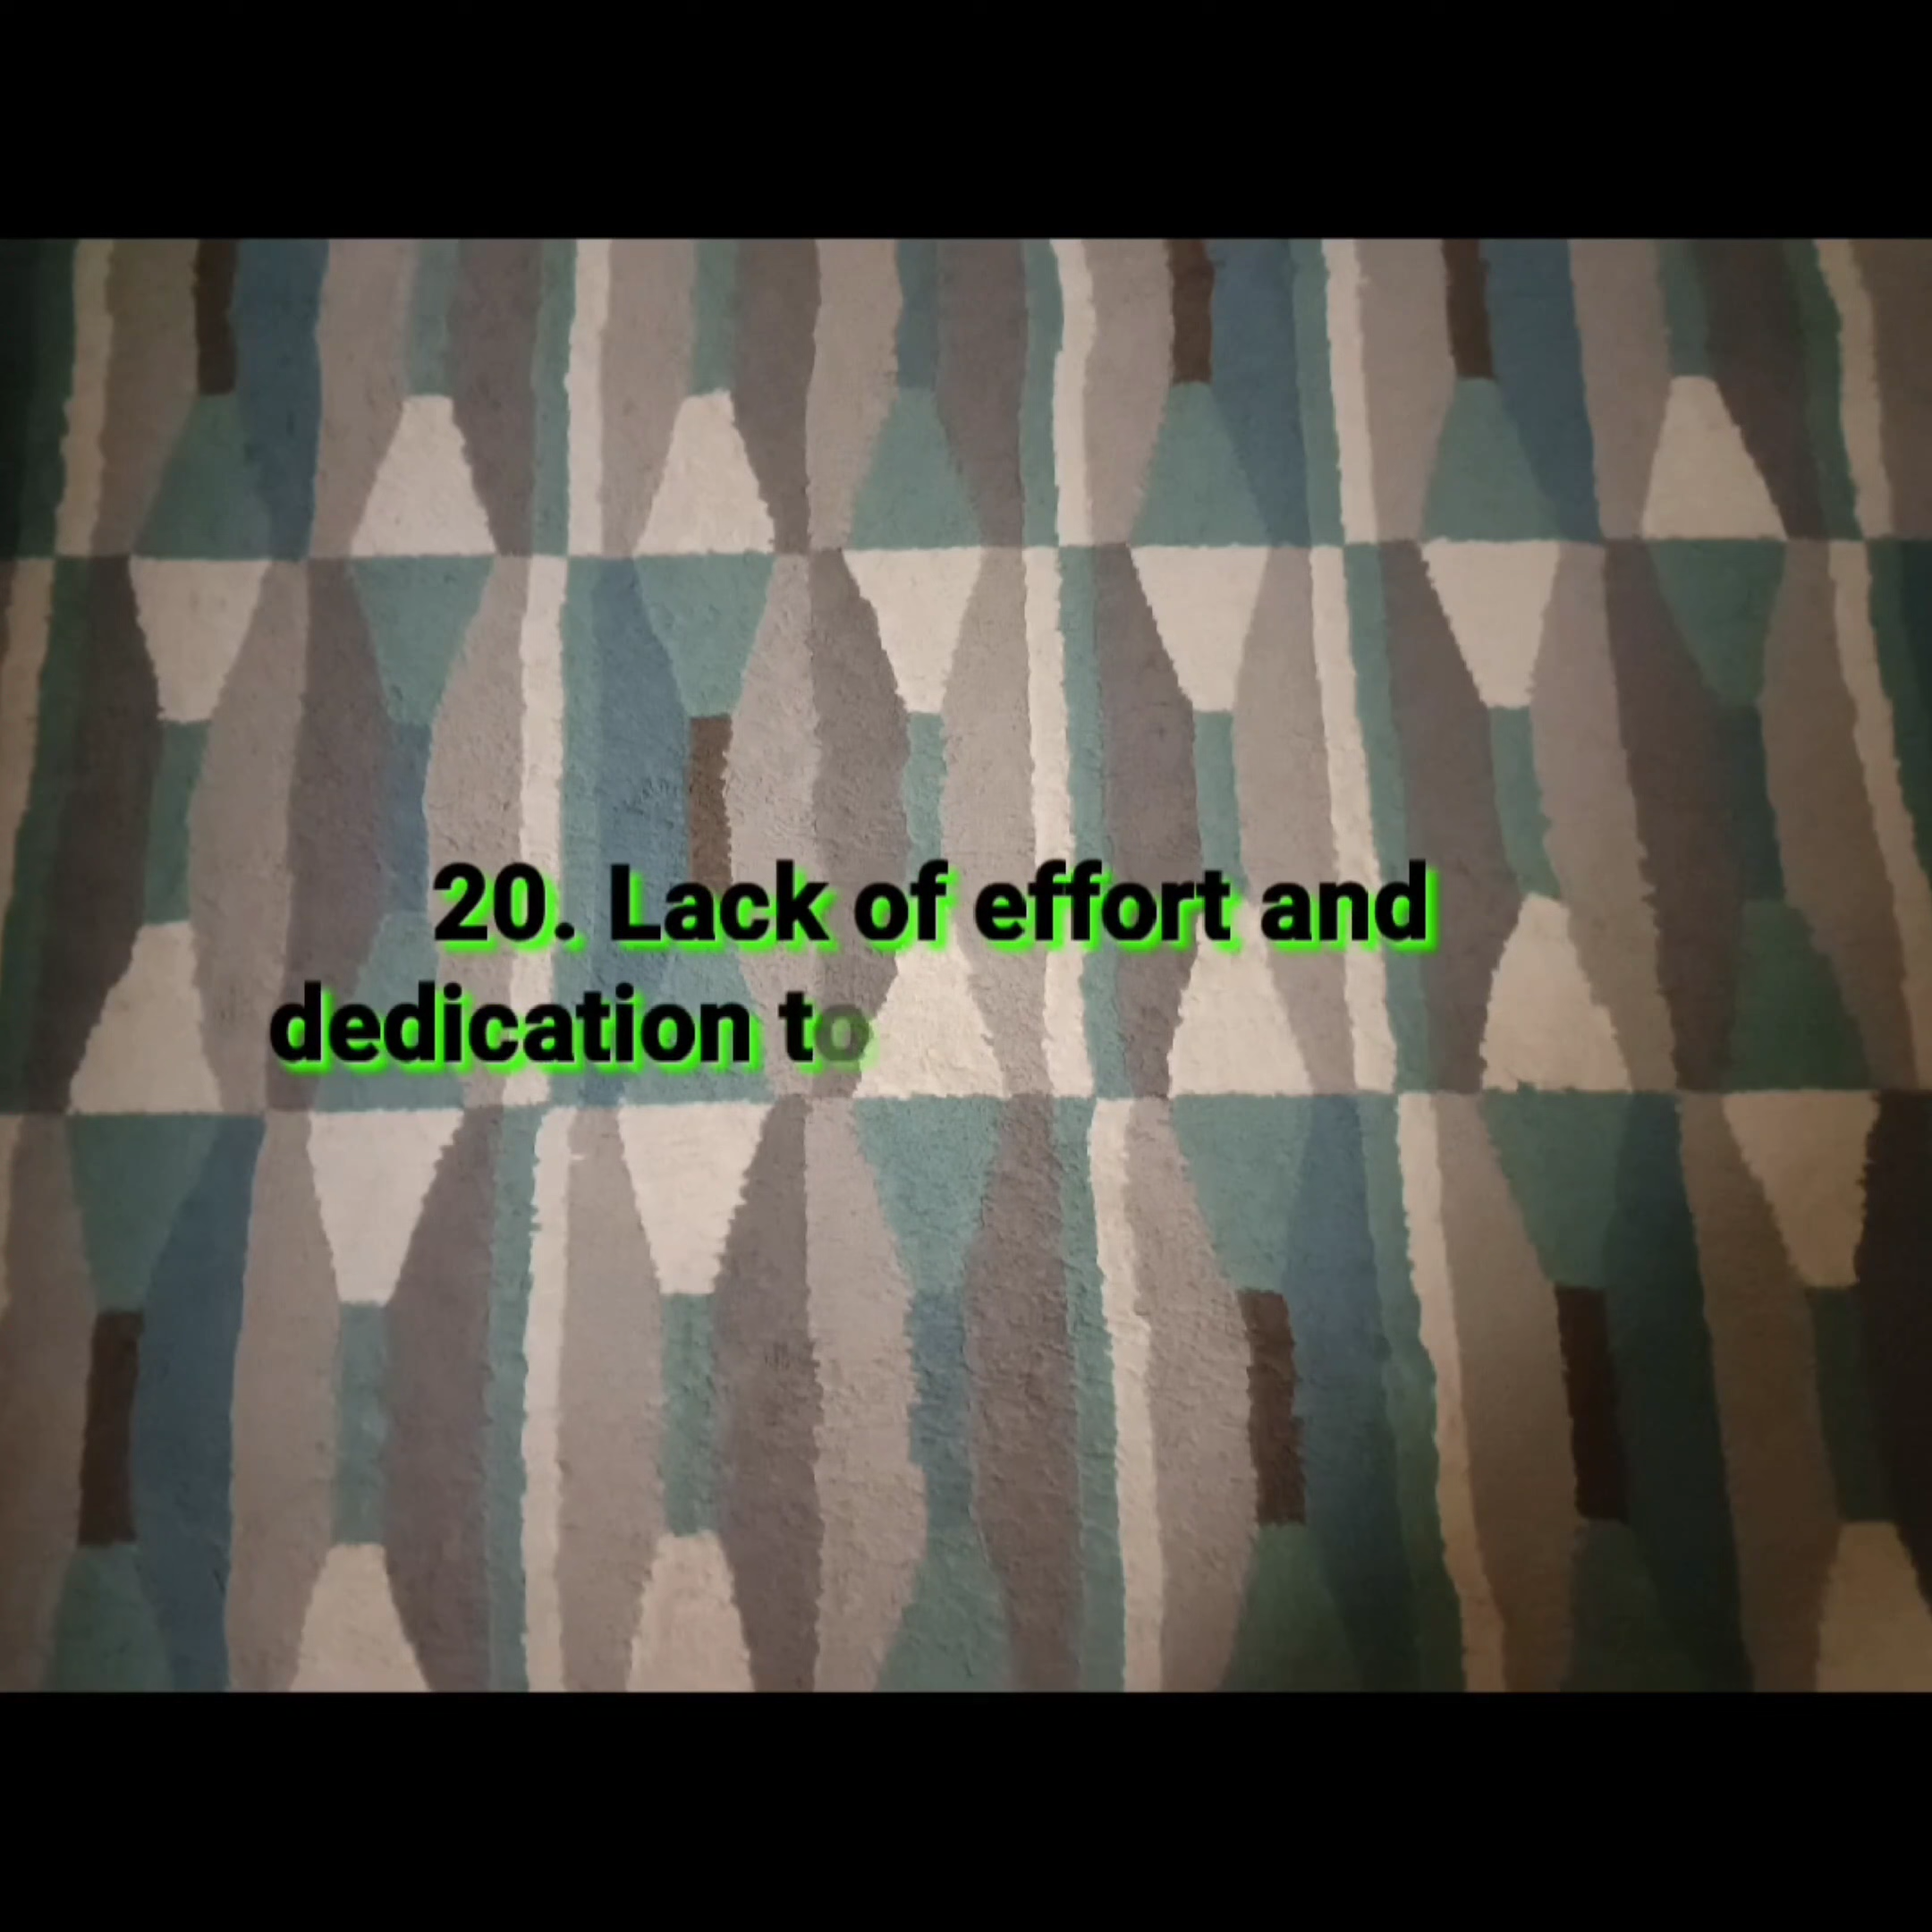 20. Lack of effort and
dedication to